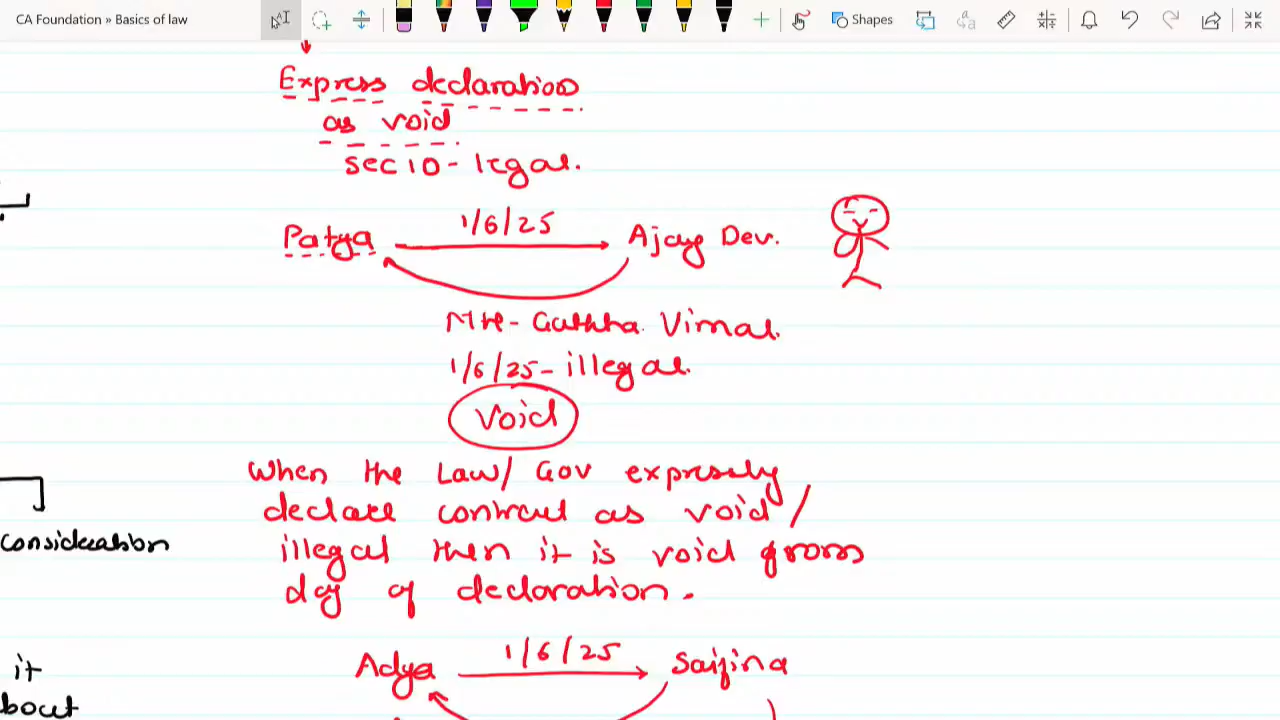 CA Foundation » Basics of law
Shapes
Express declaration
as void
sec 10 - legal.
Patya 1/6/25 Ajay Dev.
MH - Gutkha. Vimal.
1/6/25 - illegal.
Void
When the Law/ Gov expressly
declare contract as void /
illegal then it is void from
day of declaration.
consideration
Adya 1/6/25 Saijina
it
bout